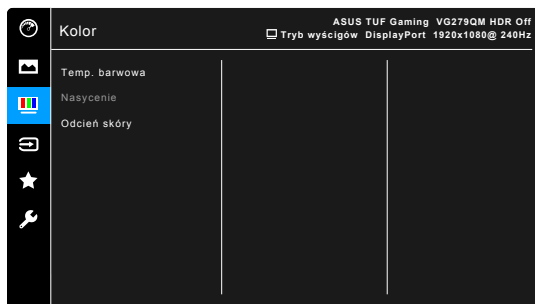 Kolor
ASUS TUF Gaming VG279QM HDR Off
Tryb wyścigów DisplayPort 1920x1080@ 240Hz
Temp. barwowa
Nasycenie
Odcień skóry